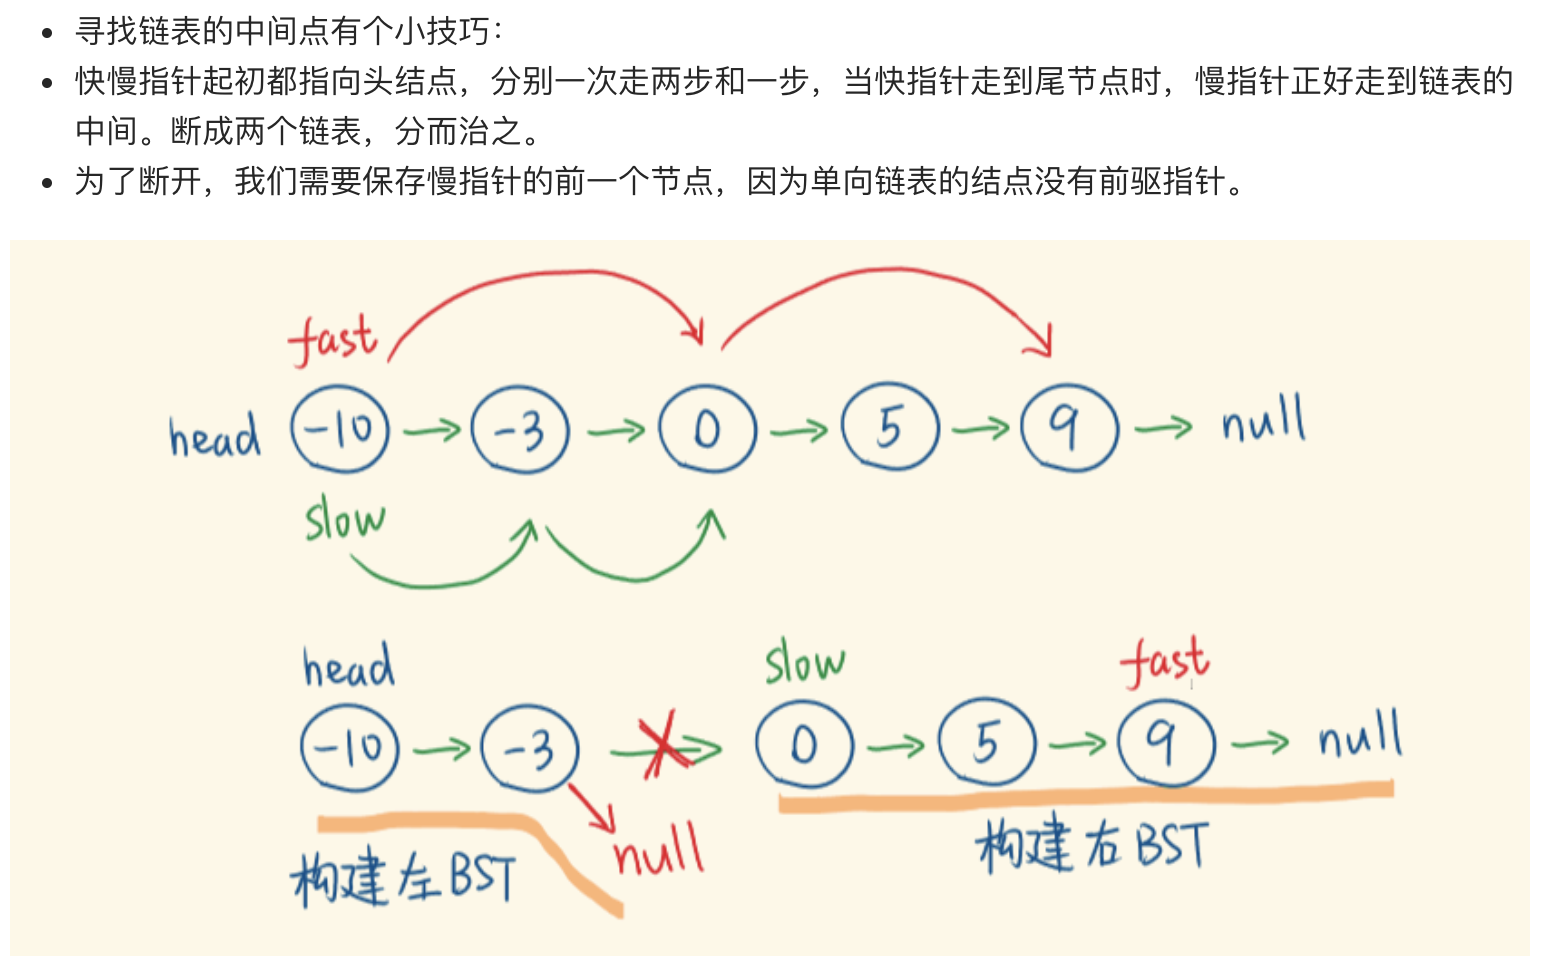 寻找链表的中间点有个小技巧：
快慢指针起初都指向头结点，分别一次走两步和一步，当快指针走到尾节点时，慢指针正好走到链表的
中间。断成两个链表，分而治之。
为了断开，我们需要保存慢指针的前一个节点，因为单向链表的结点没有前驱指针。
fast
head -10 -3 0 5 9 null
slow
head slow fast
-10 -3 0 5 9 null
null
构建左BST 构建右BST